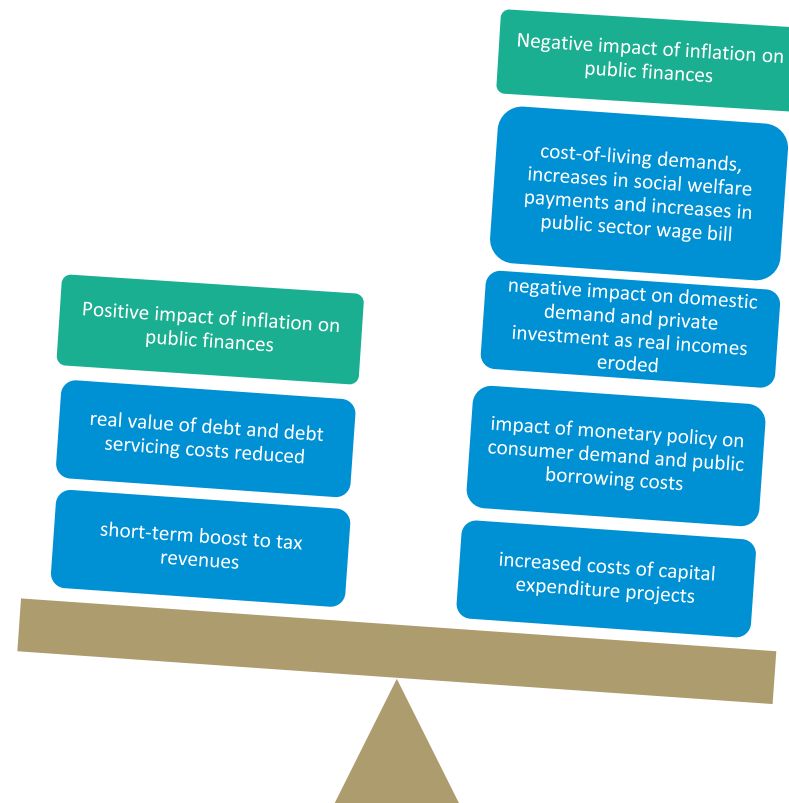 Positive impact of inflation on
public finances
real value of debt and debt
servicing costs reduced
short-term boost to tax
revenues
Negative impact of inflation on
public finances
cost-of-living demands,
increases in social welfare
payments and increases in
public sector wage bill
negative impact on domestic
demand and private
investment as real incomes
eroded
impact of monetary policy on
consumer demand and public
borrowing costs
increased costs of capital
expenditure projects